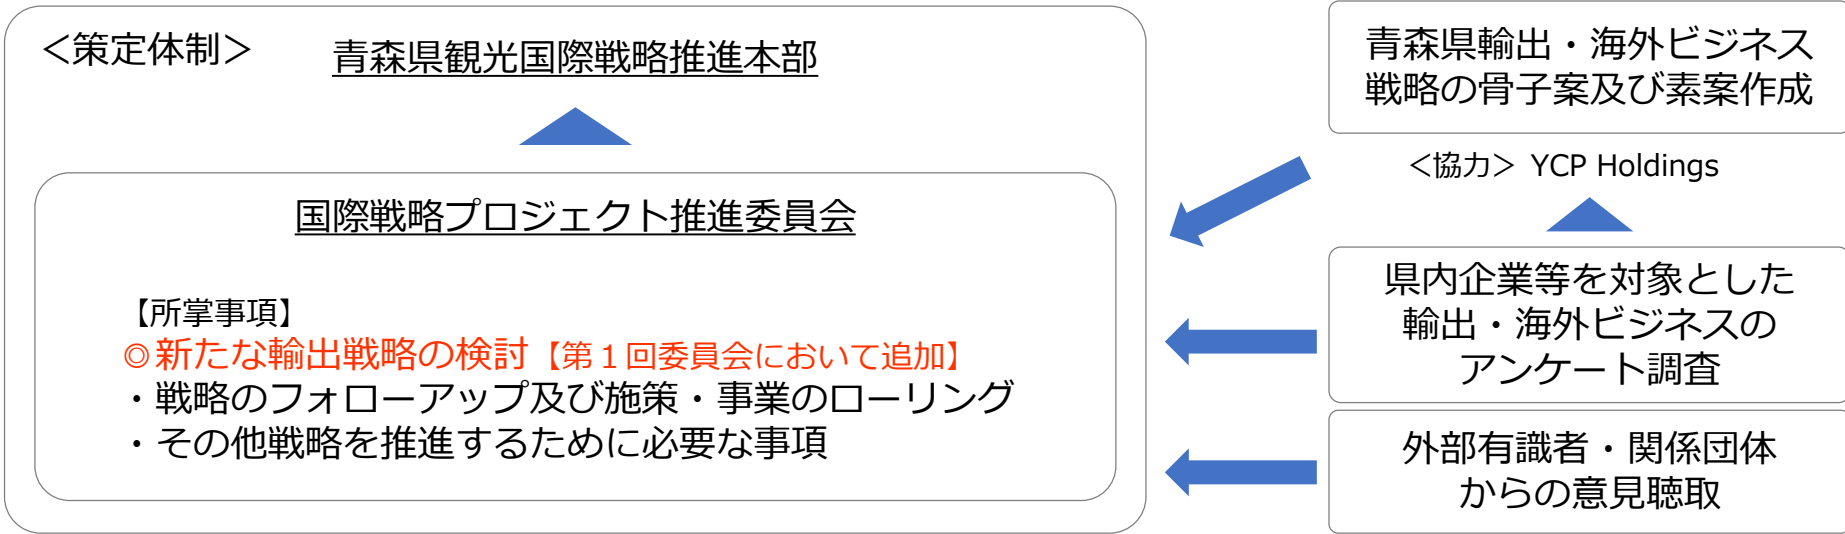 ＜策定体制＞
青森県観光国際戦略推進本部
国際戦略プロジェクト推進委員会
【所掌事項】
◎新たな輸出戦略の検討【第１回委員会において追加】
・戦略のフォローアップ及び施策・事業のローリング
・その他戦略を推進するために必要な事項
青森県輸出・海外ビジネス
戦略の骨子案及び素案作成
＜協力＞ YCP Holdings
県内企業等を対象とした
輸出・海外ビジネスの
アンケート調査
外部有識者・関係団体
からの意見聴取